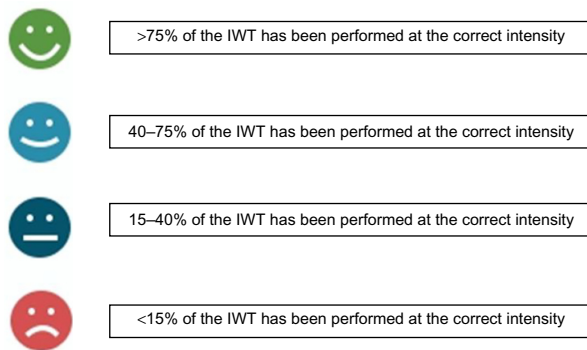 >75% of the IWT has been performed at the correct intensity
40–75% of the IWT has been performed at the correct intensity
15–40% of the IWT has been performed at the correct intensity
<15% of the IWT has been performed at the correct intensity